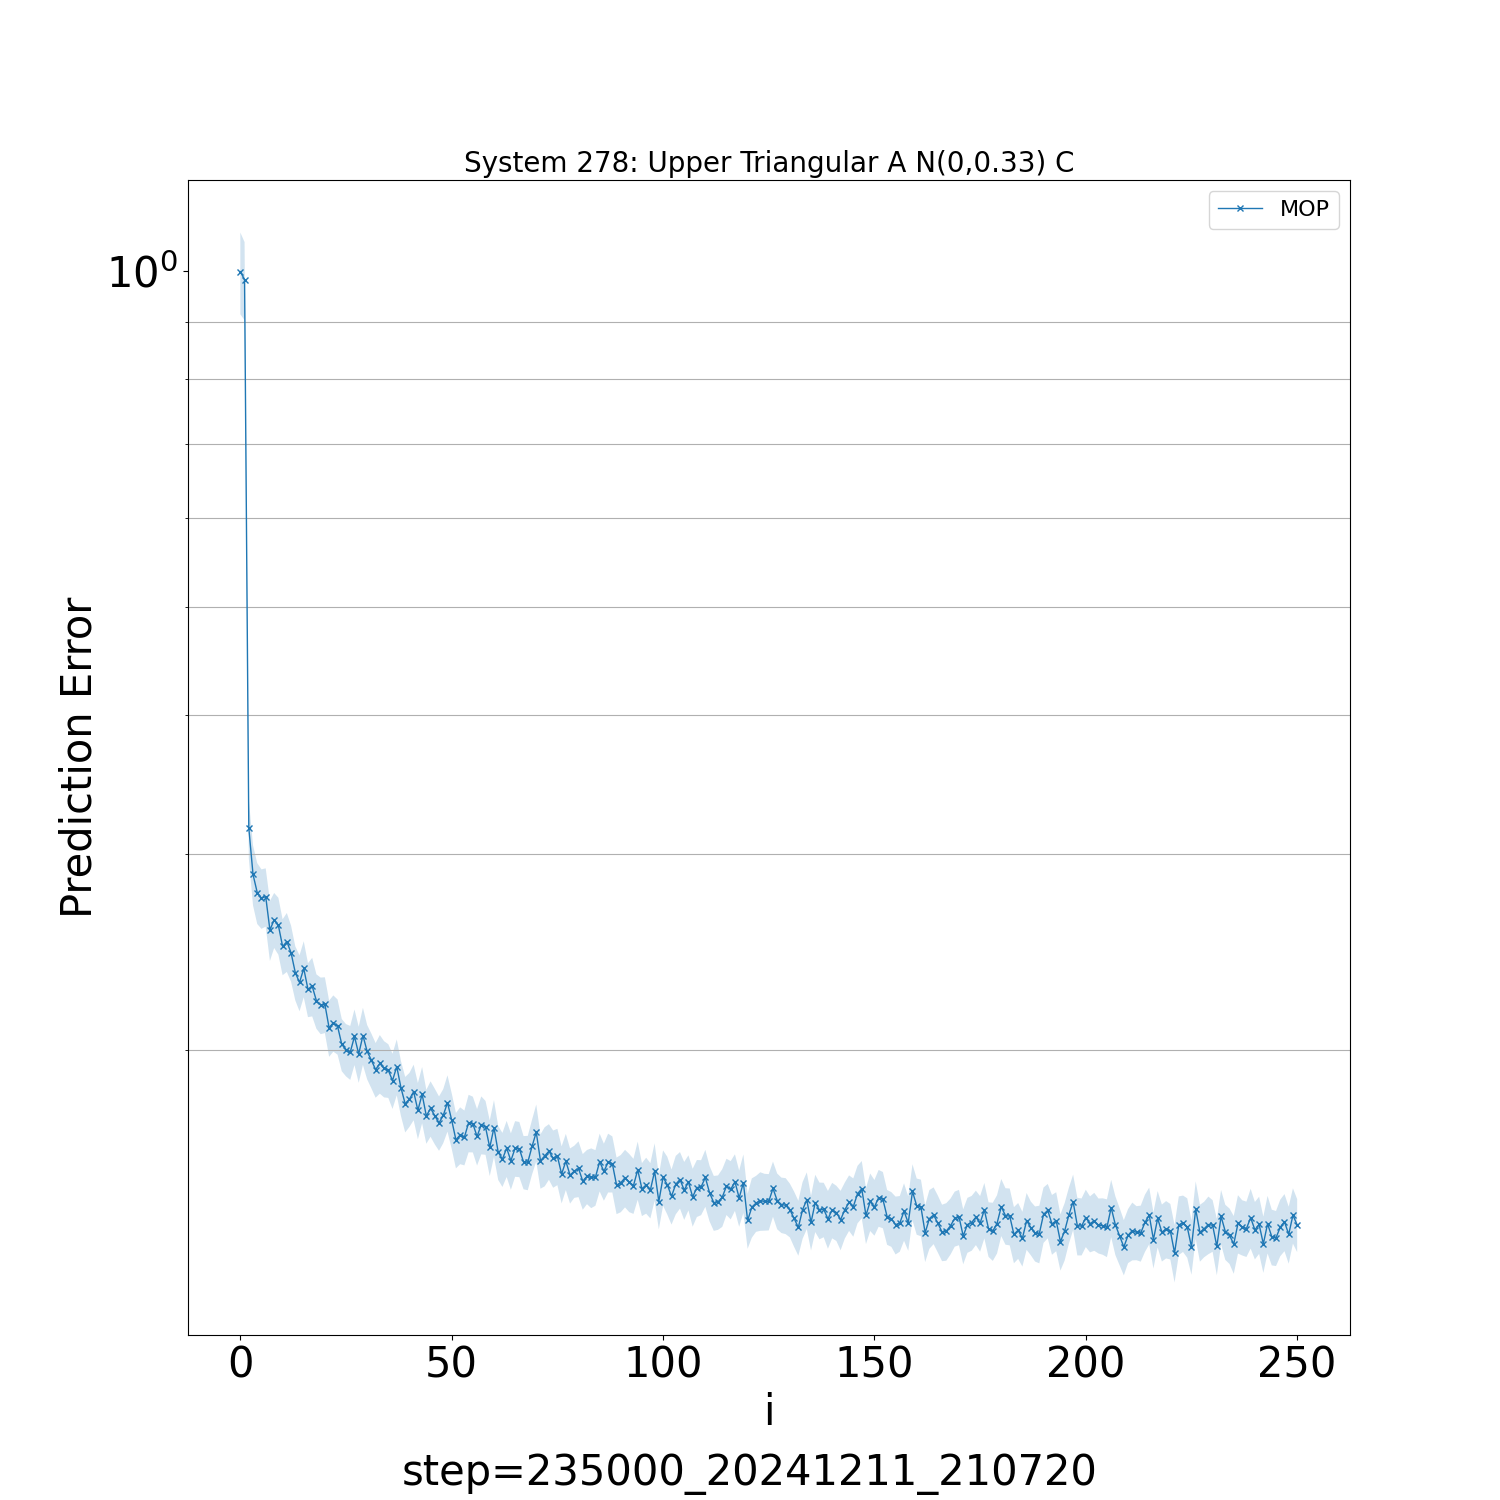 System 278: Upper Triangular A N(0,0.33) C
MOP
10⁰
Prediction Error
0 50 100 150 200 250
i
step=235000_20241211_210720